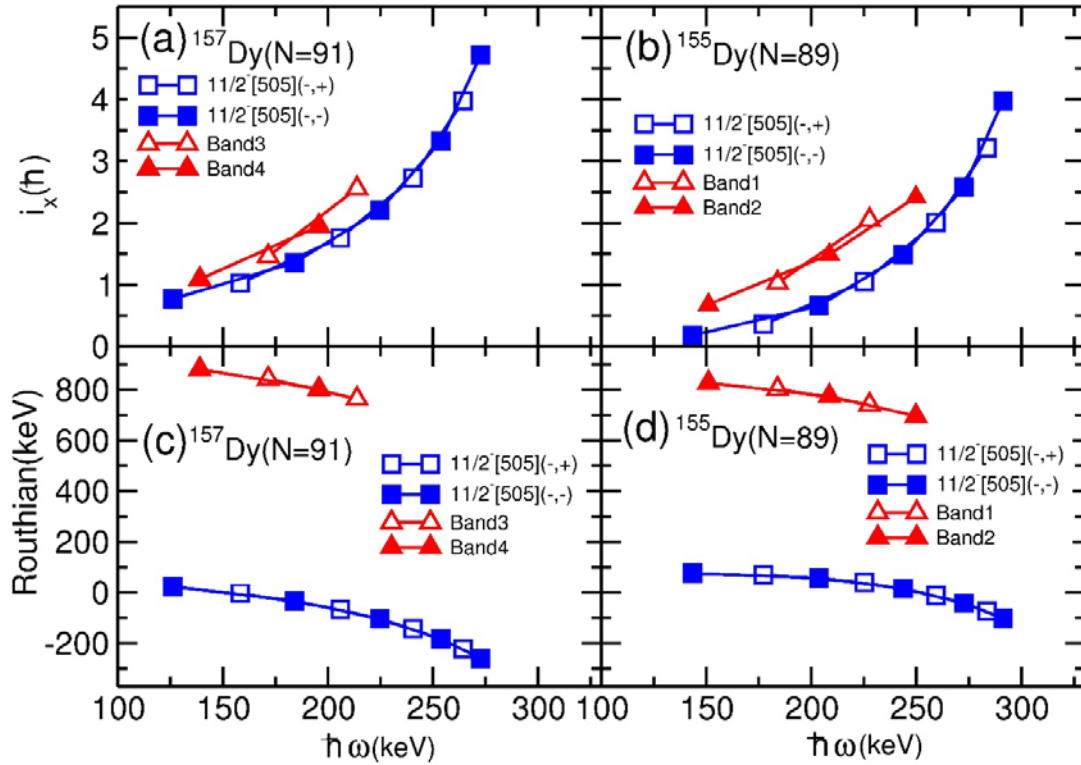 (a) ¹⁵⁷Dy(N=91)
11/2⁻[505](-,+)
11/2⁻[505](-,-)
Band3
Band4
5
4
3
2
1
0
iₓ(ħ)
(b) ¹⁵⁵Dy(N=89)
11/2⁻[505](-,+)
11/2⁻[505](-,-)
Band1
Band2
(c) ¹⁵⁷Dy(N=91)
11/2⁻[505](-,+)
11/2⁻[505](-,-)
Band3
Band4
800
600
400
200
0
-200
Routhian(keV)
(d) ¹⁵⁵Dy(N=89)
11/2⁻[505](-,+)
11/2⁻[505](-,-)
Band1
Band2
100 150 200 250 300 100 150 200 250 300
ħω(keV) ħω(keV)